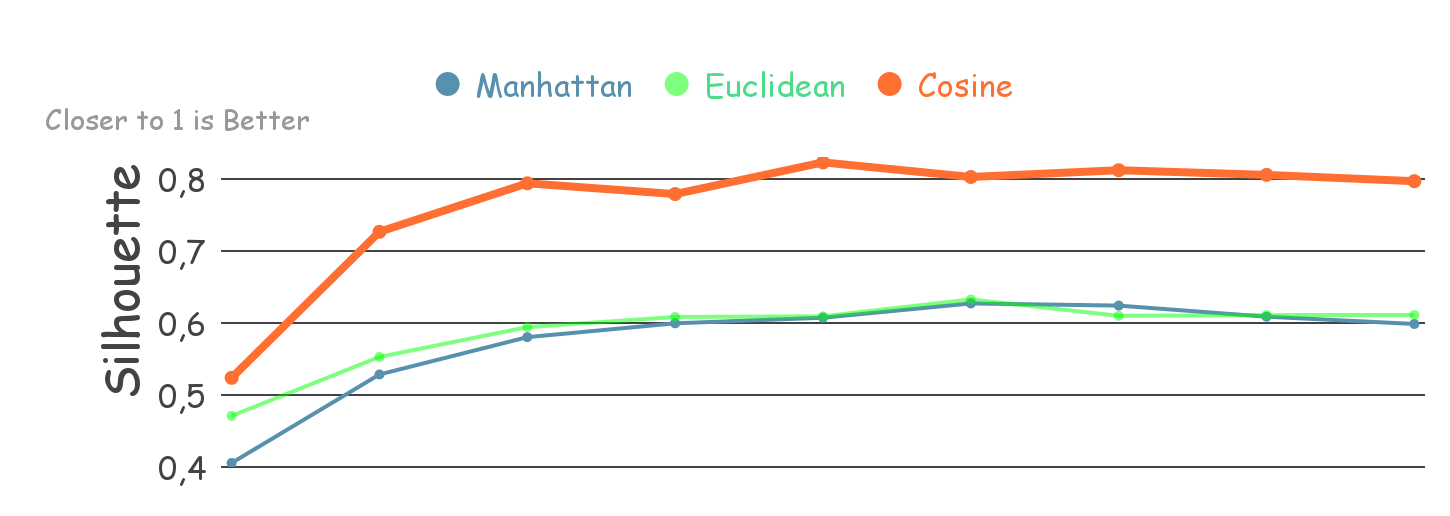 Manhattan Euclidean Cosine
Closer to 1 is Better
Silhouette
0,8
0,7
0,6
0,5
0,4